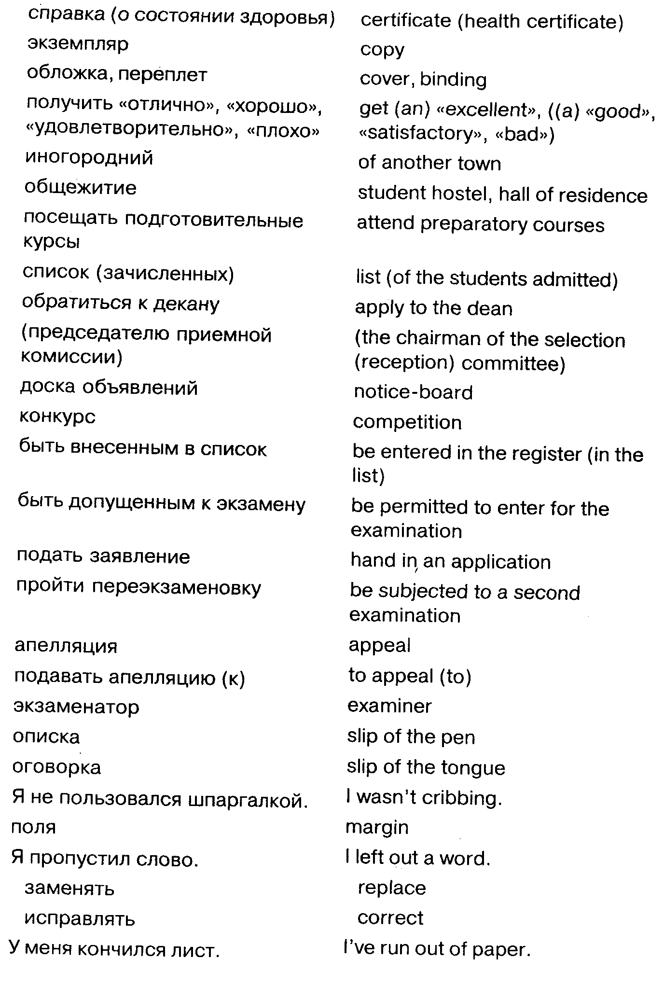 справка (о состоянии здоровья) certificate (health certificate)
экземпляр copy
обложка, переплет cover, binding
получить «отлично», «хорошо», get (an) «excellent», ((a) «good»,
«удовлетворительно», «плохо» «satisfactory», «bad»)
иногородний of another town
общежитие student hostel, hall of residence
посещать подготовительные attend preparatory courses
курсы
список (зачисленных) list (of the students admitted)
обратиться к декану apply to the dean
(председателю приемной (the chairman of the selection
комиссии) (reception) committee)
доска объявлений notice-board
конкурс competition
быть внесенным в список be entered in the register (in the
list)
быть допущенным к экзамену be permitted to enter for the
examination
подать заявление hand in an application
пройти переэкзаменовку be subjected to a second
examination
апелляция appeal
подавать апелляцию (к) to appeal (to)
экзаменатор examiner
описка slip of the pen
оговорка slip of the tongue
Я не пользовался шпаргалкой. I wasn't cribbing.
поля margin
Я пропустил слово. I left out a word.
заменять replace
исправлять correct
У меня кончился лист. I've run out of paper.